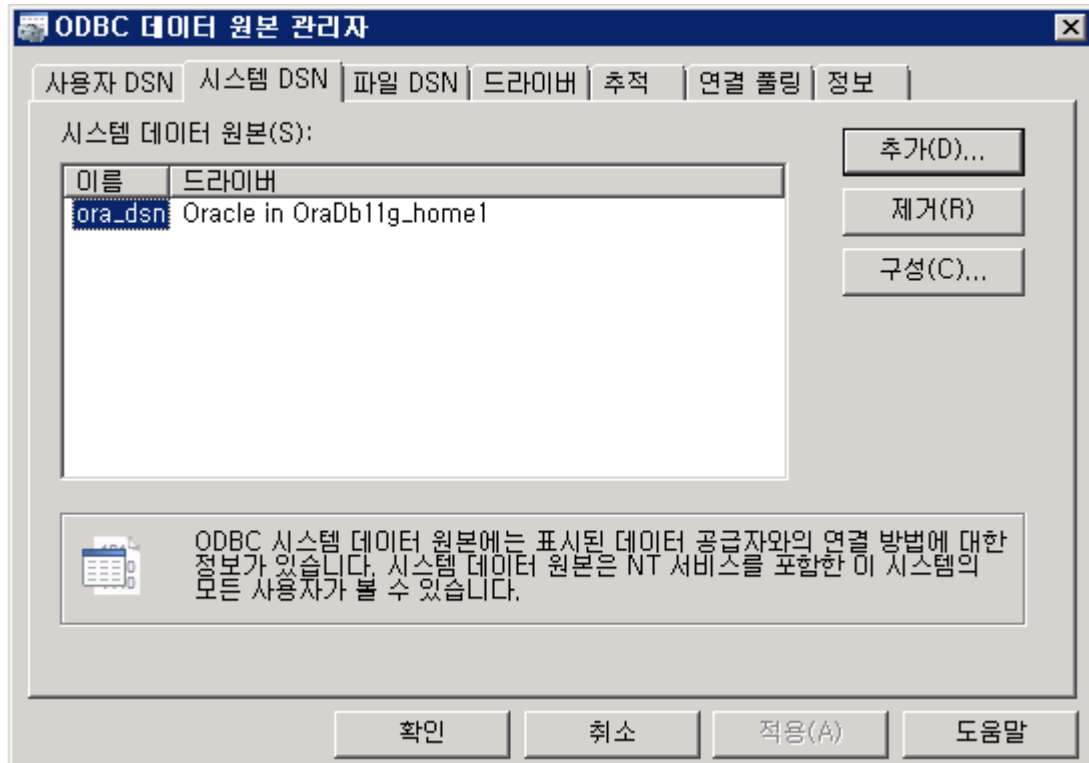 ODBC 데이터 원본 관리자
사용자 DSN 시스템 DSN 파일 DSN 드라이버 추적 연결 풀링 정보
시스템 데이터 원본(S):
이름 드라이버
ora_dsn Oracle in OraDb11g_home1
추가(D)...
제거(R)
구성(C)...
ODBC 시스템 데이터 원본에는 표시된 데이터 공급자와의 연결 방법에 대한
정보가 있습니다. 시스템 데이터 원본은 NT 서비스를 포함한 이 시스템의
모든 사용자가 볼 수 있습니다.
확인 취소 적용(A) 도움말